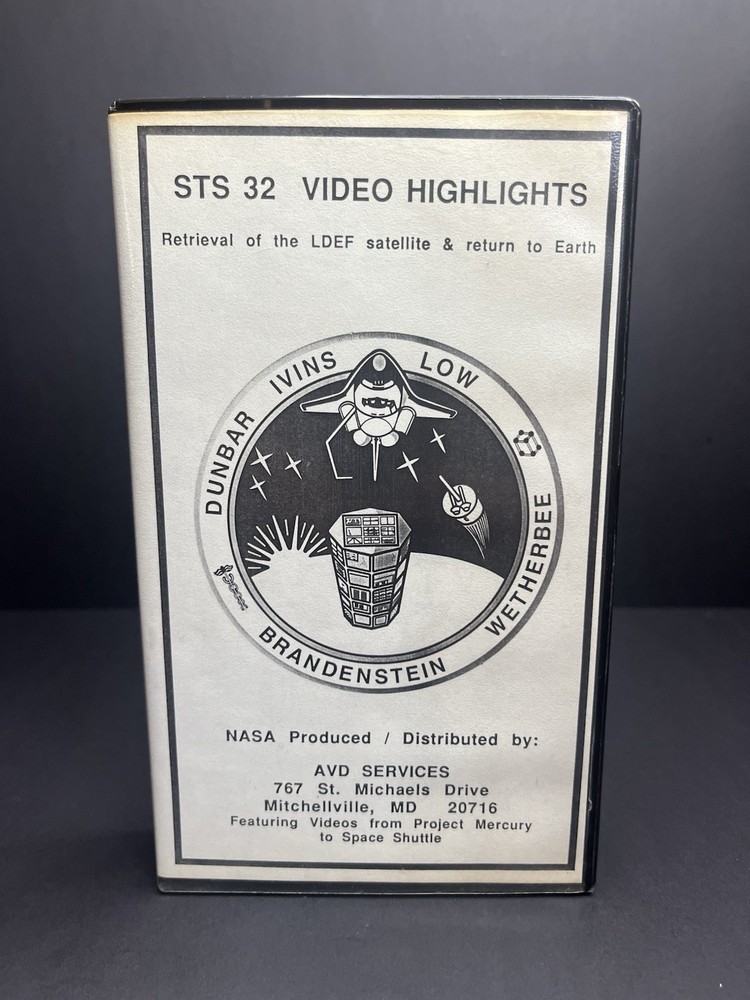 STS 32 VIDEO HIGHLIGHTS
Retrieval of the LDEF satellite & return to Earth
DUNBAR IVINS LOW WETHERBEE BRANDENSTEIN
NASA Produced / Distributed by:
AVD SERVICES
767 St. Michaels Drive
Mitchellville, MD 20716
Featuring Videos from Project Mercury
to Space Shuttle